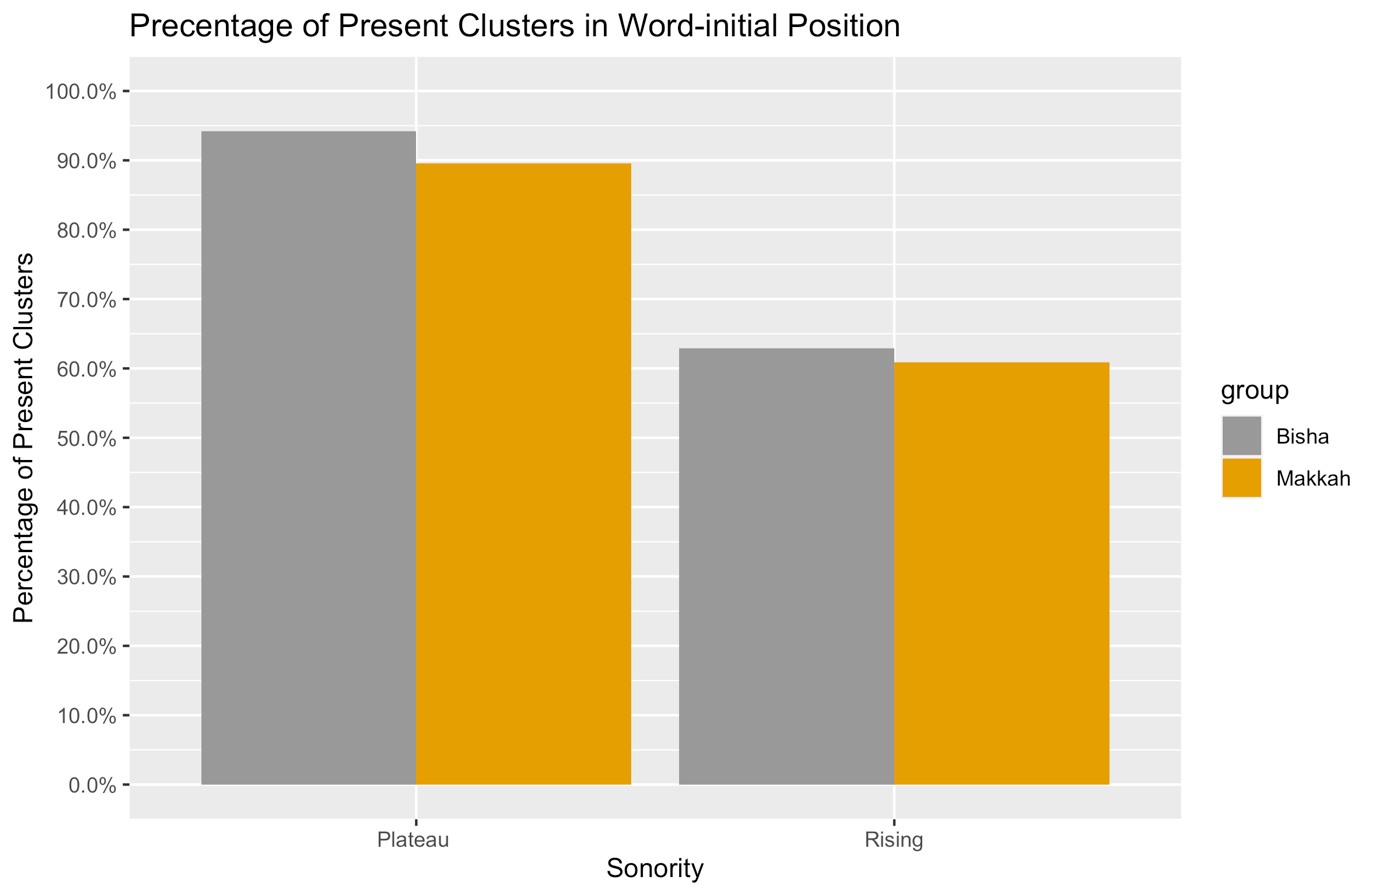 Precentage of Present Clusters in Word-initial Position
Percentage of Present Clusters
100.0%
90.0%
80.0%
70.0%
60.0%
50.0%
40.0%
30.0%
20.0%
10.0%
0.0%
Plateau
Rising
Sonority
group
Bisha
Makkah